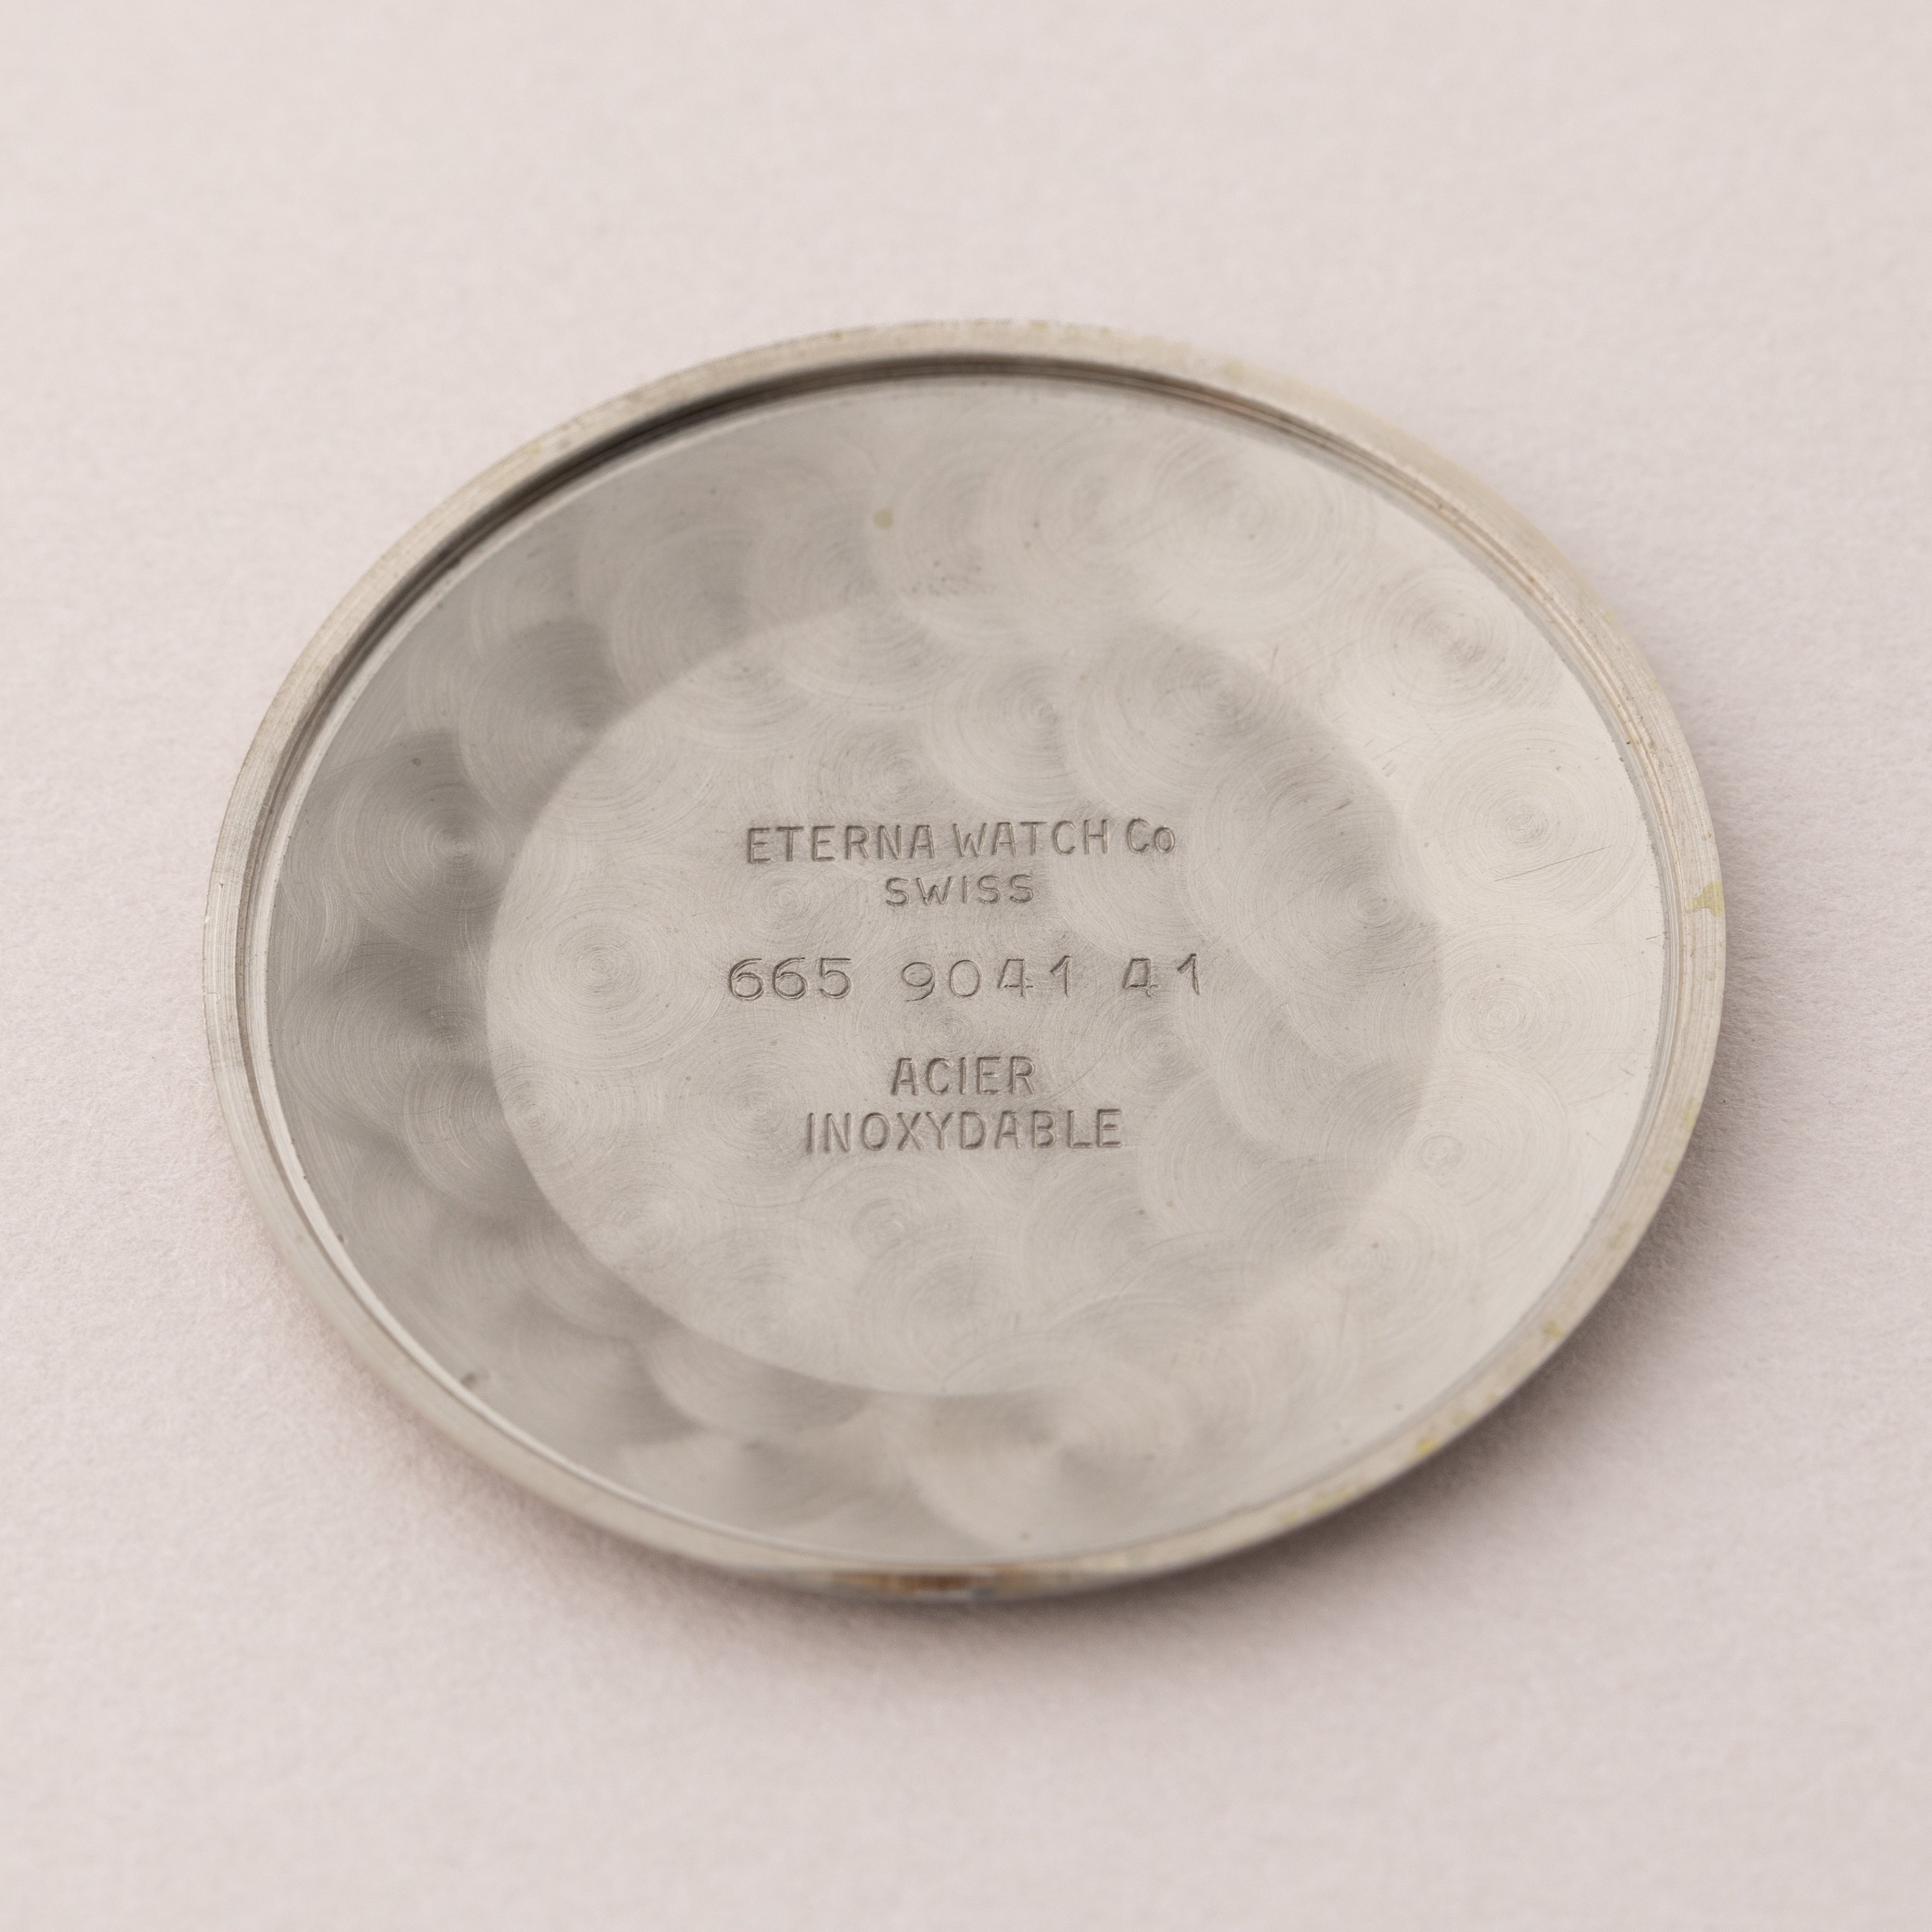 ETERNA WATCH Co
SWISS
665 9041 41
ACIER
INOXYDABLE